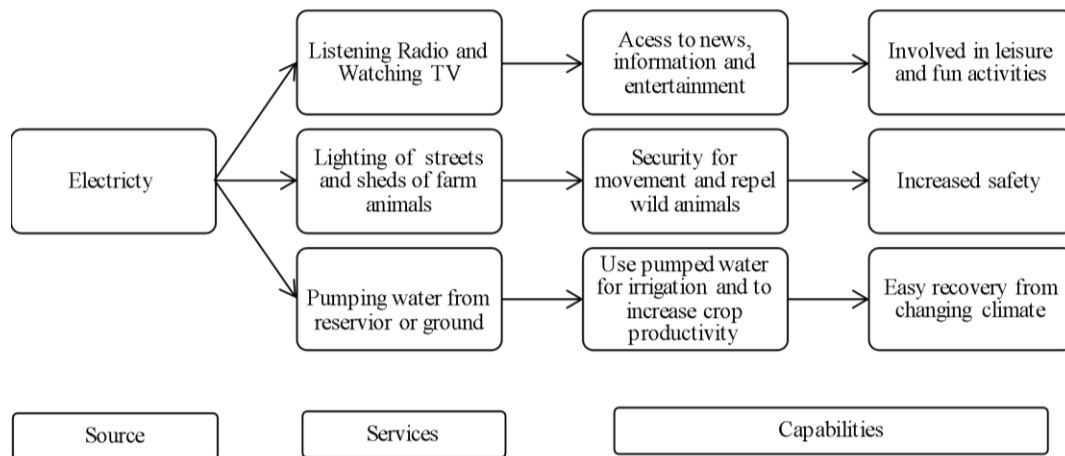 Listening Radio and
Watching TV
Acess to news,
information and
entertainment
Involved in leisure
and fun activities
Electricty
Lighting of streets
and sheds of farm
animals
Security for
movement and repel
wild animals
Increased safety
Pumping water from
reservior or ground
Use pumped water
for irrigation and to
increase crop
productivity
Easy recovery from
changing climate
Source
Services
Capabilities